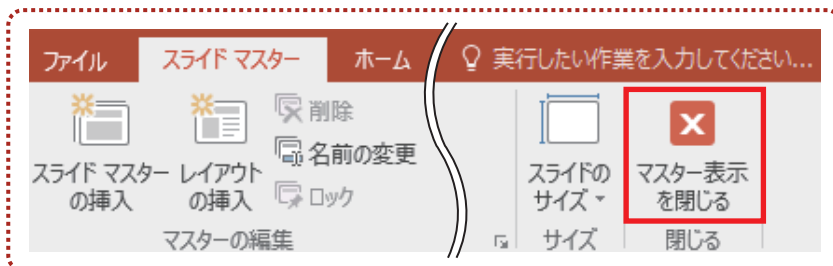 ファイル スライド マスター ホーム 実行したい作業を入力してください...
スライド マスター
の挿入
レイアウト
の挿入
削除
名前の変更
ロック
マスターの編集
スライドの
サイズ
サイズ
マスター表示
を閉じる
閉じる